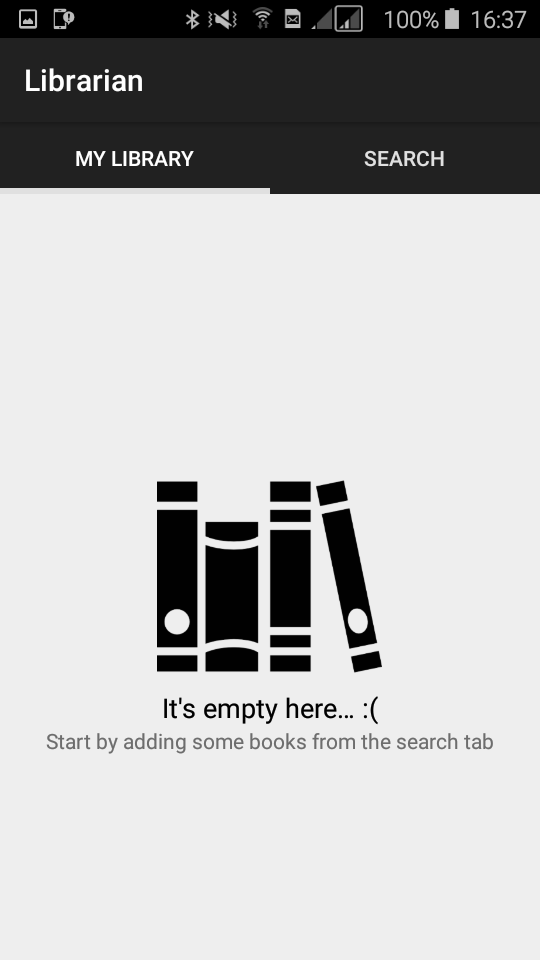 100% 16:37
Librarian
MY LIBRARY SEARCH
It's empty here... :(
Start by adding some books from the search tab